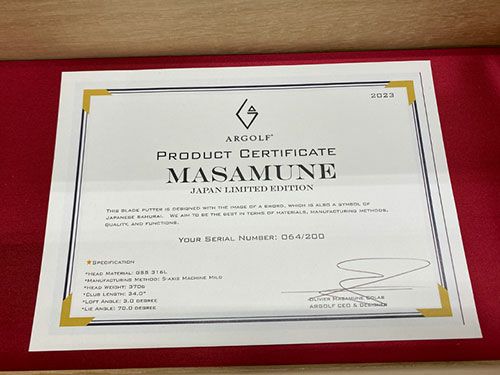 2023
ARGOLF
PRODUCT CERTIFICATE
MASAMUNE
JAPAN LIMITED EDITION
THIS BLADE PUTTER IS DESIGNED WITH THE IMAGE OF A SWORD, WHICH IS ALSO A SYMBOL OF
JAPANESE SAMURAI. WE AIM TO BE THE BEST IN TERMS OF MATERIALS, MANUFACTURING METHODS,
QUALITY, AND FUNCTIONS.
YOUR SERIAL NUMBER: 064/200
★SPECIFICATION
*HEAD MATERIAL: GSS 316L
*MANUFACTURING METHOD: 5-AXIS MACHINE MILD
*HEAD WEIGHT: 370G
*CLUB LENGTH: 34.0"
*LOFT ANGLE: 3.0 DEGREE
*LIE ANGLE: 70.0 DEGREE
OLIVIER MASAMUNE
ARGOLF CEO & DESIGNER